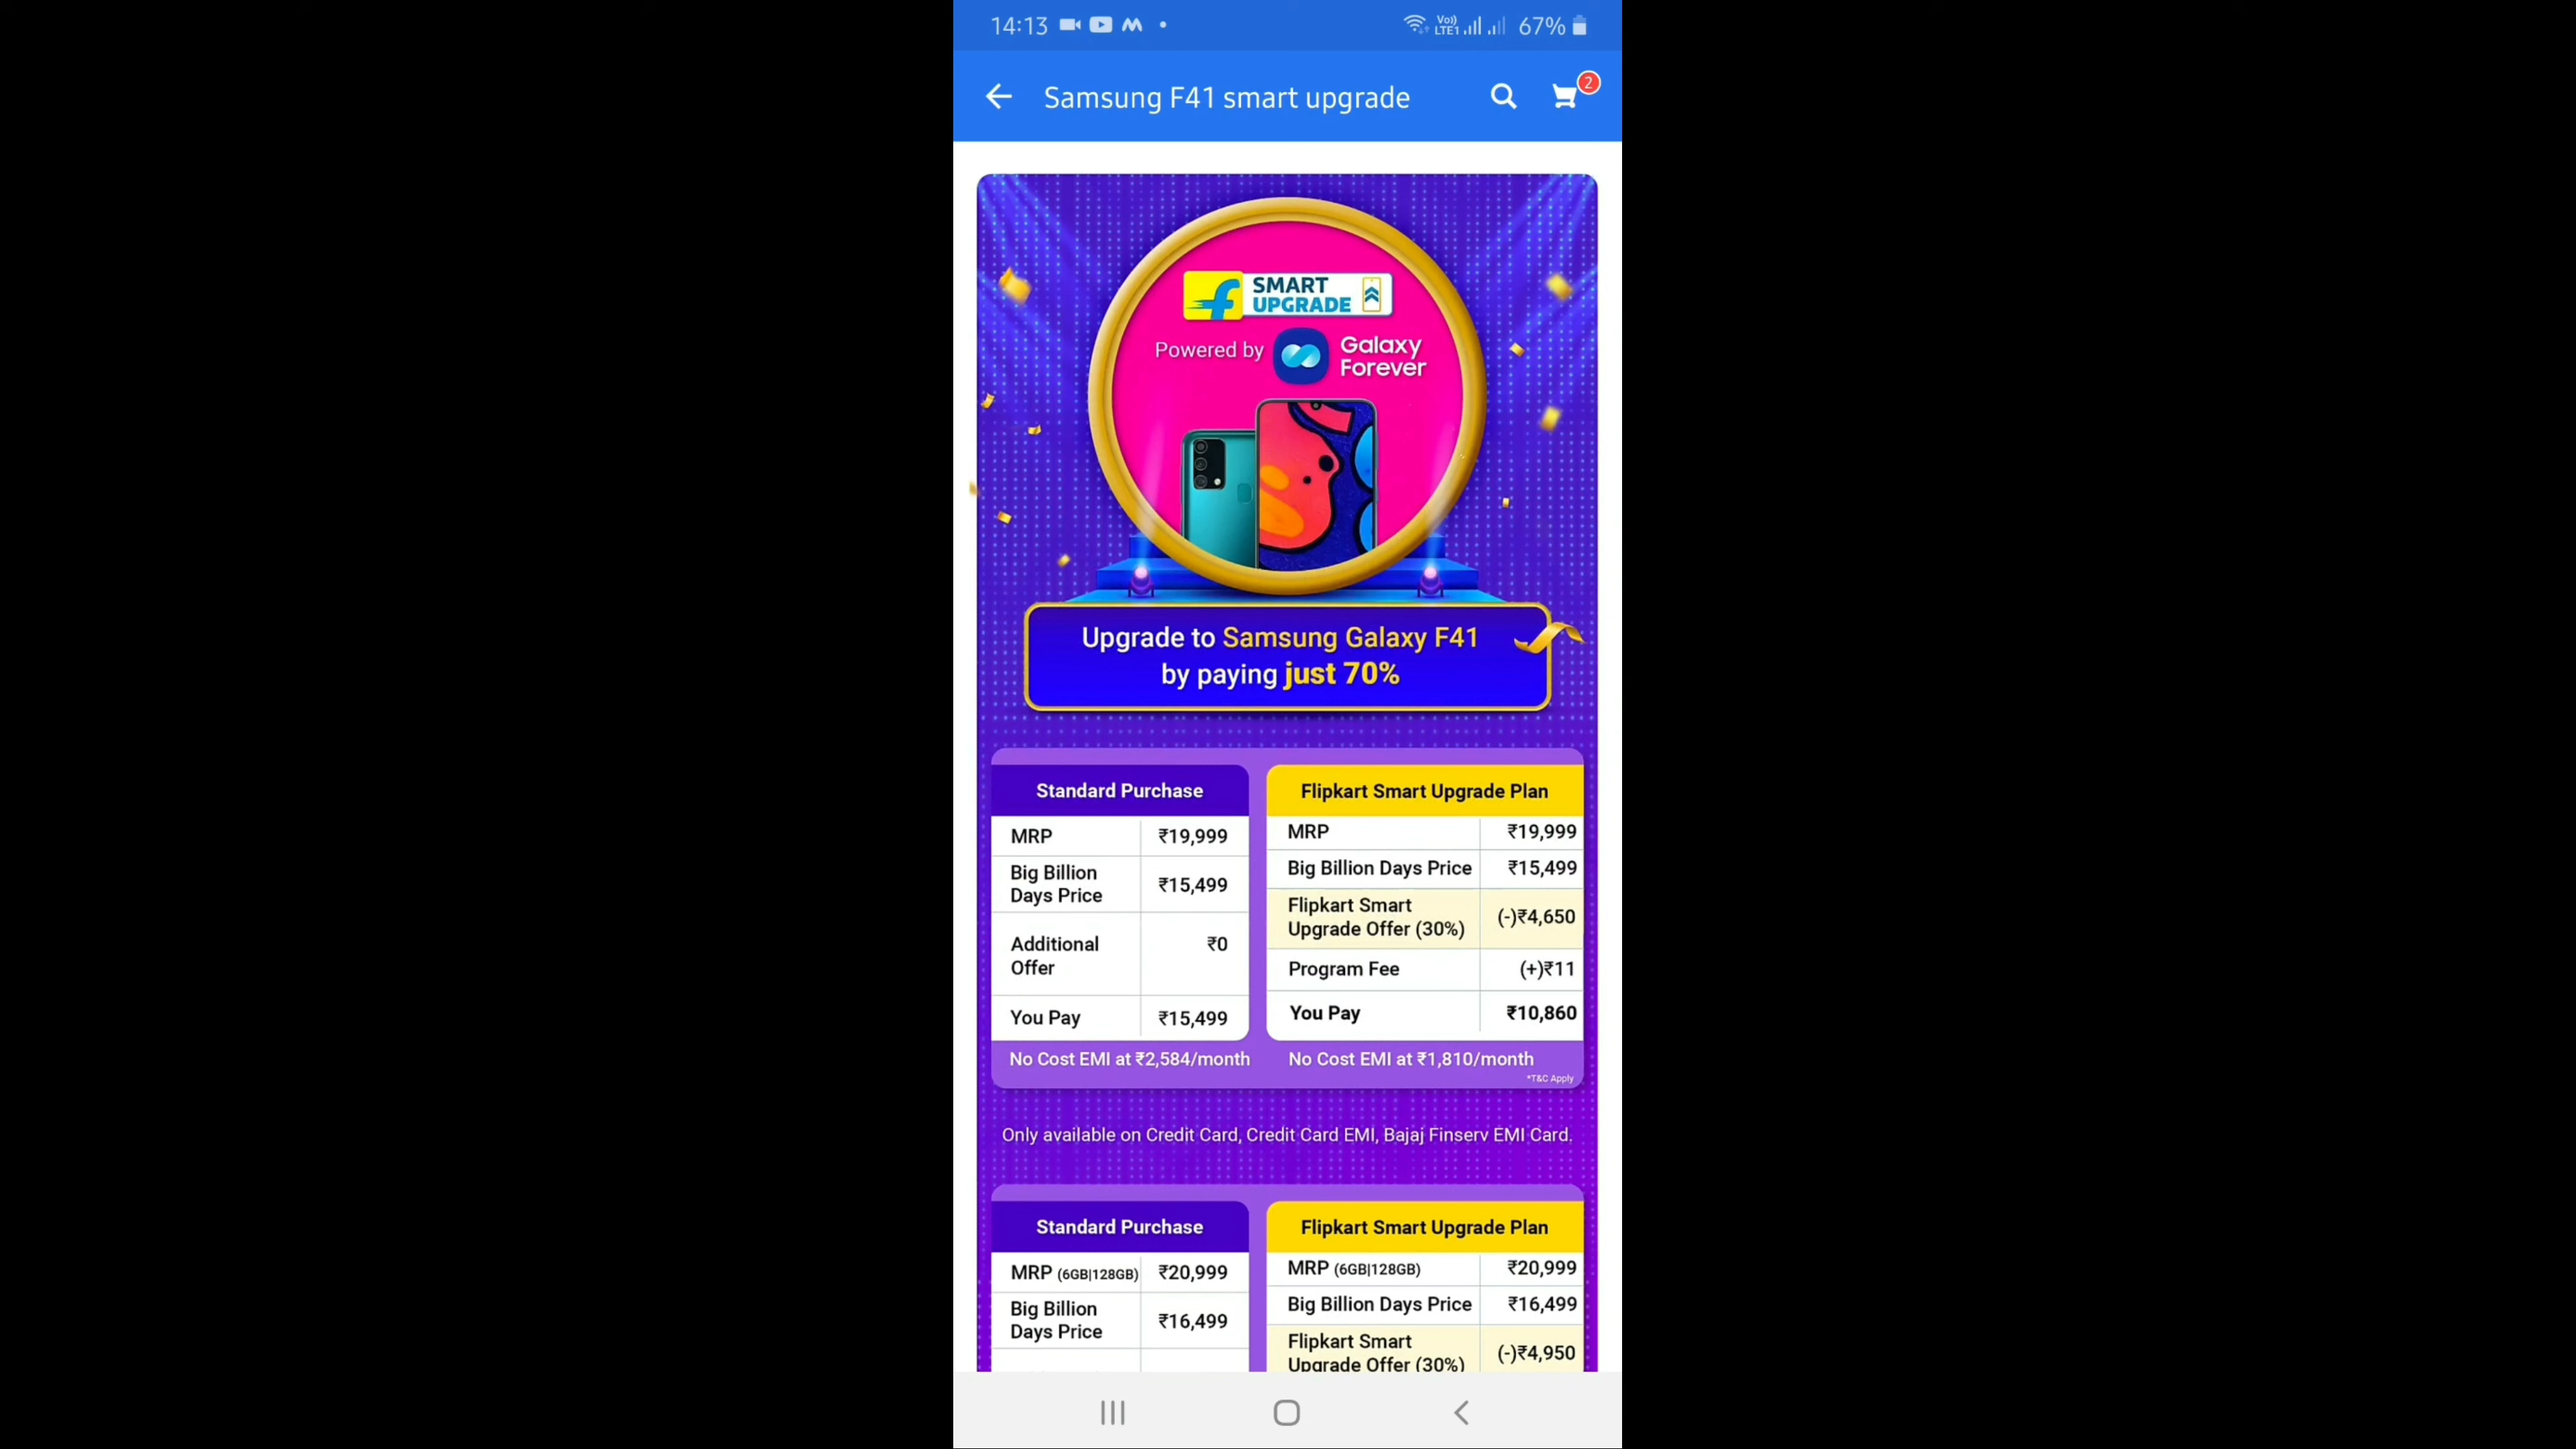 14:13
Vo))
LTE1
67%
Samsung F41 smart upgrade
2
SMART
UPGRADE
Powered by
Galaxy
Forever
Upgrade to Samsung Galaxy F41
by paying just 70%
Standard Purchase
MRP ₹19,999
Big Billion
Days Price ₹15,499
Additional
Offer ₹0
You Pay ₹15,499
No Cost EMI at ₹2,584/month
Flipkart Smart Upgrade Plan
MRP ₹19,999
Big Billion Days Price ₹15,499
Flipkart Smart
Upgrade Offer (30%) (-)₹4,650
Program Fee (+)₹11
You Pay ₹10,860
No Cost EMI at ₹1,810/month
*T&C Apply
Only available on Credit Card, Credit Card EMI, Bajaj Finserv EMI Card.
Standard Purchase
MRP (6GB|128GB) ₹20,999
Big Billion
Days Price ₹16,499
Flipkart Smart Upgrade Plan
MRP (6GB|128GB) ₹20,999
Big Billion Days Price ₹16,499
Flipkart Smart
Upgrade Offer (30%) (-)₹4,950